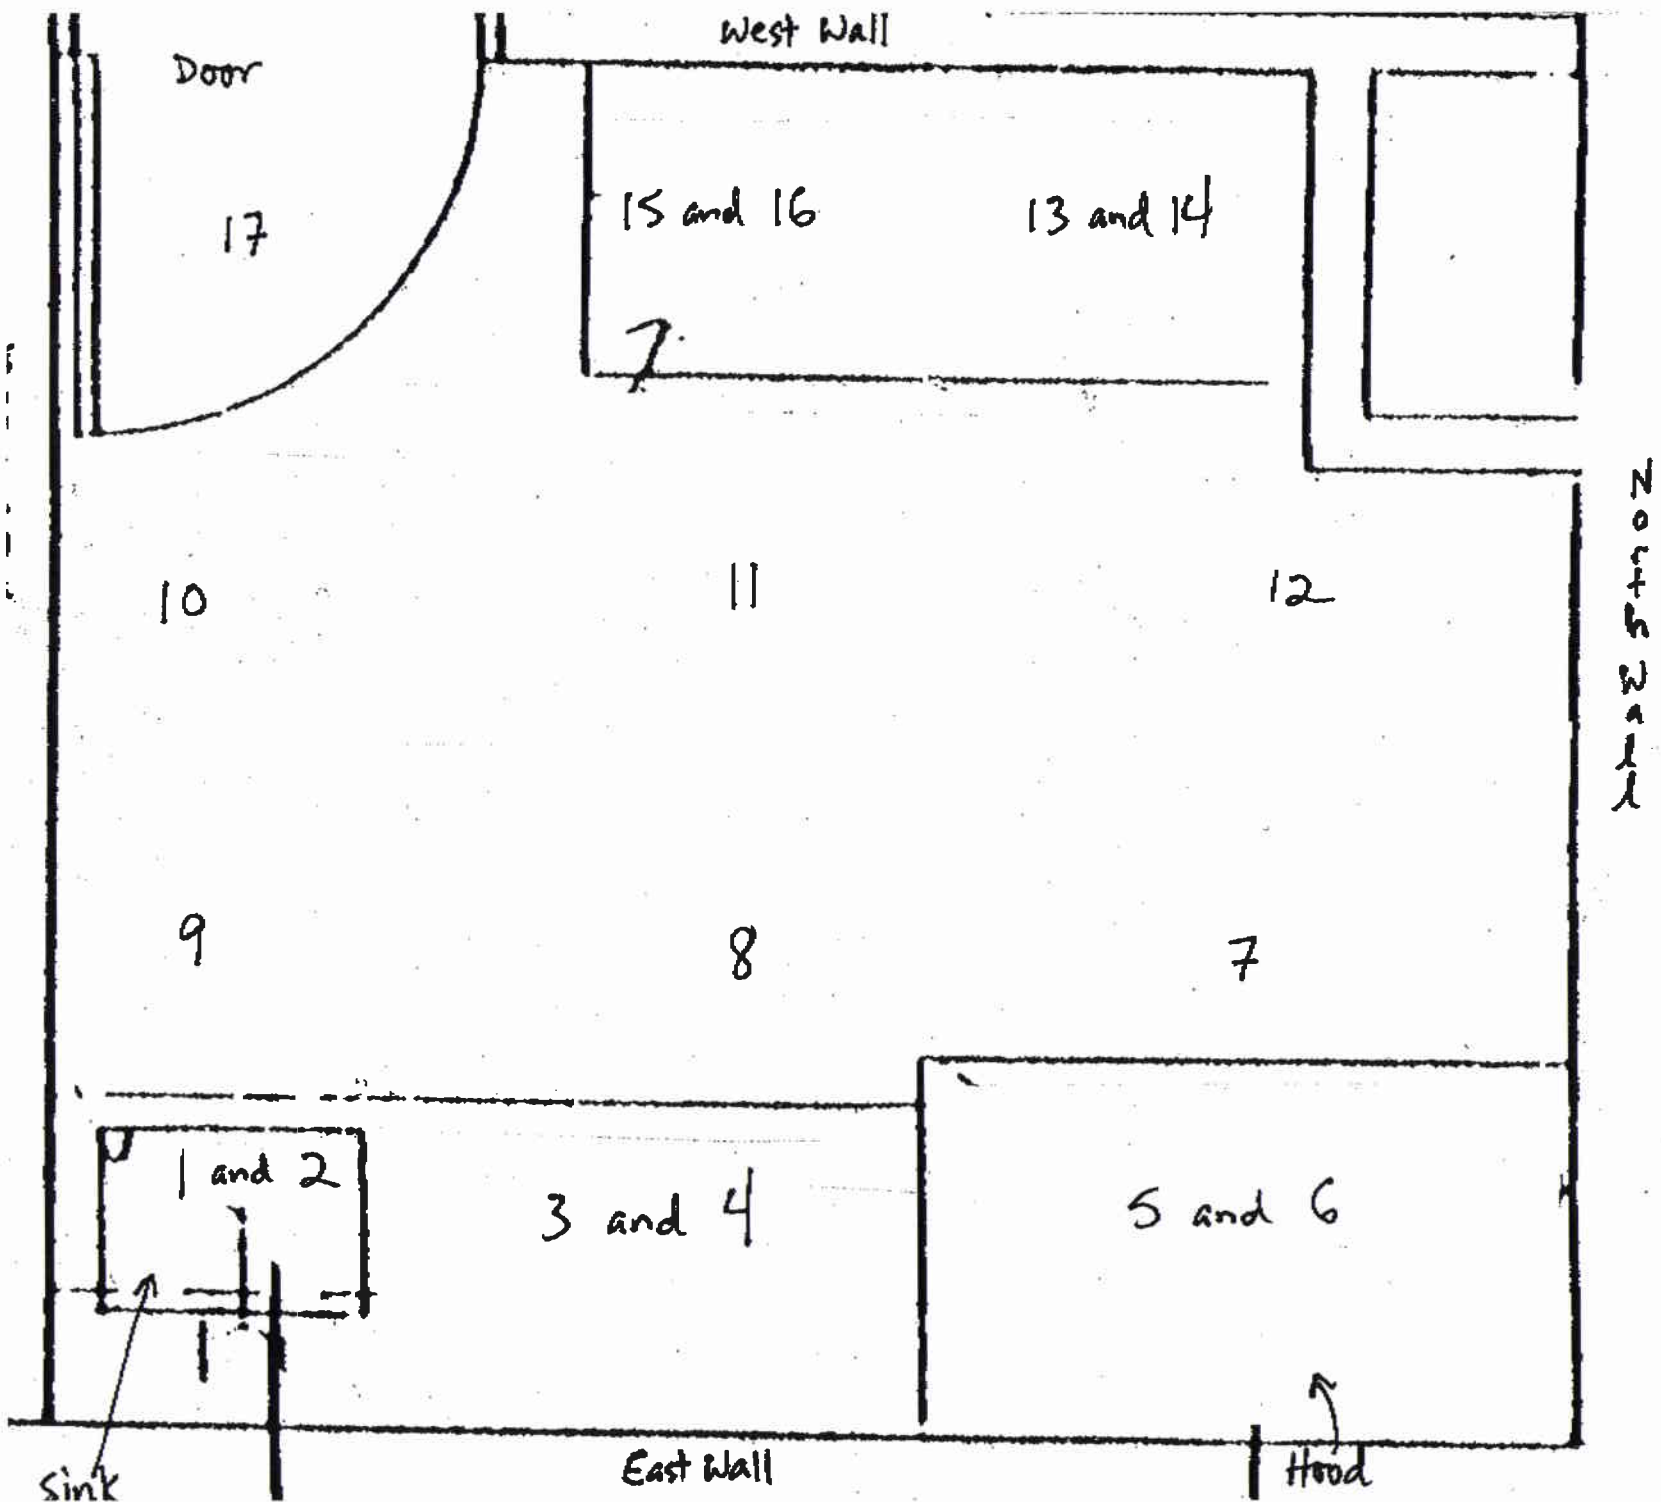 West Wall
Door
15 and 16
13 and 14
17
7
10
11
12
North Wall
9
8
7
1 and 2
3 and 4
5 and 6
East Wall
Sink
Hood